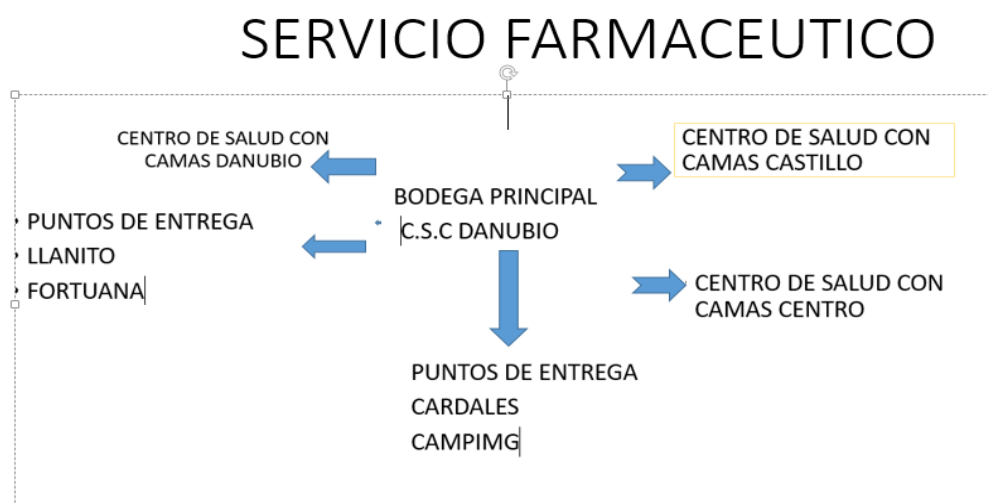 SERVICIO FARMACEUTICO
CENTRO DE SALUD CON
CAMAS DANUBIO
CENTRO DE SALUD CON
CAMAS CASTILLO
BODEGA PRINCIPAL
C.S.C DANUBIO
• PUNTOS DE ENTREGA
• LLANITO
• FORTUANA
CENTRO DE SALUD CON
CAMAS CENTRO
PUNTOS DE ENTREGA
CARDALES
CAMPIMG